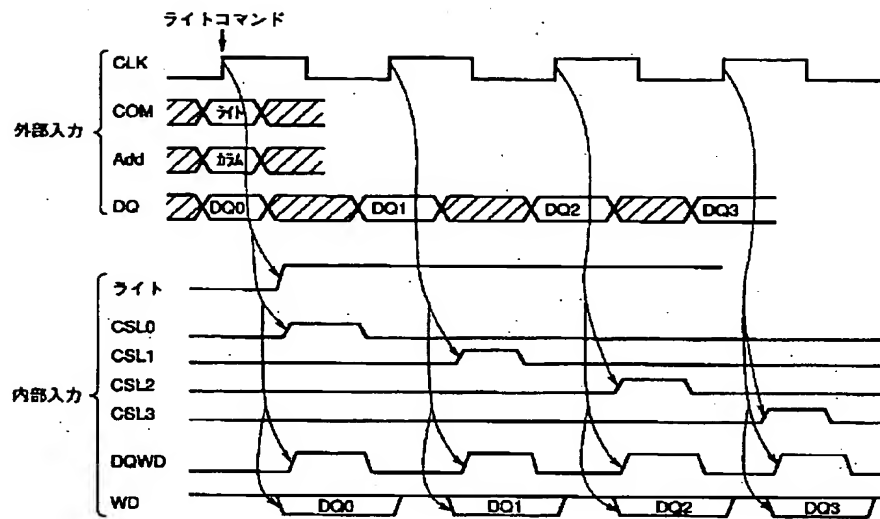 ライトコマンド
CLK
COM ライト
外部入力
Add カラム
DQ DQ0 DQ1 DQ2 DQ3
ライト
CSL0
CSL1
CSL2
内部入力
CSL3
DQWD
WD DQ0 DQ1 DQ2 DQ3